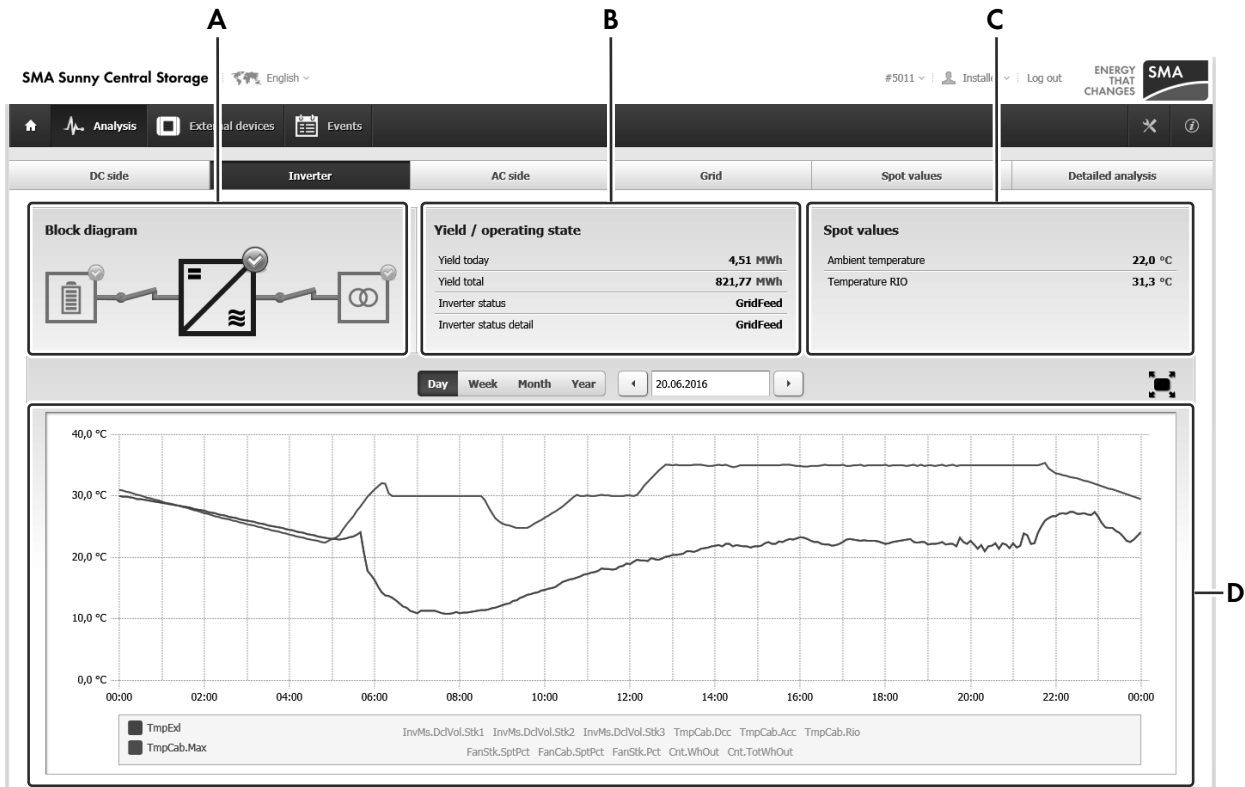 A B C
SMA Sunny Central Storage English #5011 Installe Log out ENERGY THAT CHANGES SMA
Analysis External devices Events
DC side Inverter AC side Grid Spot values Detailed analysis
Block diagram
Yield / operating state
Yield today 4,51 MWh
Yield total 821,77 MWh
Inverter status GridFeed
Inverter status detail GridFeed
Spot values
Ambient temperature 22,0 °C
Temperature RIO 31,3 °C
Day Week Month Year 20.06.2016
40,0 °C
30,0 °C
20,0 °C
10,0 °C
0,0 °C
00:00 02:00 04:00 06:00 08:00 10:00 12:00 14:00 16:00 18:00 20:00 22:00 00:00
D
TmpExl
TmpCab.Max
InvMs.DclVol.Stk1 InvMs.DclVol.Stk2 InvMs.DclVol.Stk3 TmpCab.Dcc TmpCab.Acc TmpCab.Rio
FanStk.SptPct FanCab.SptPct FanStk.Pct Cnt.WhOut Cnt.TotWhOut